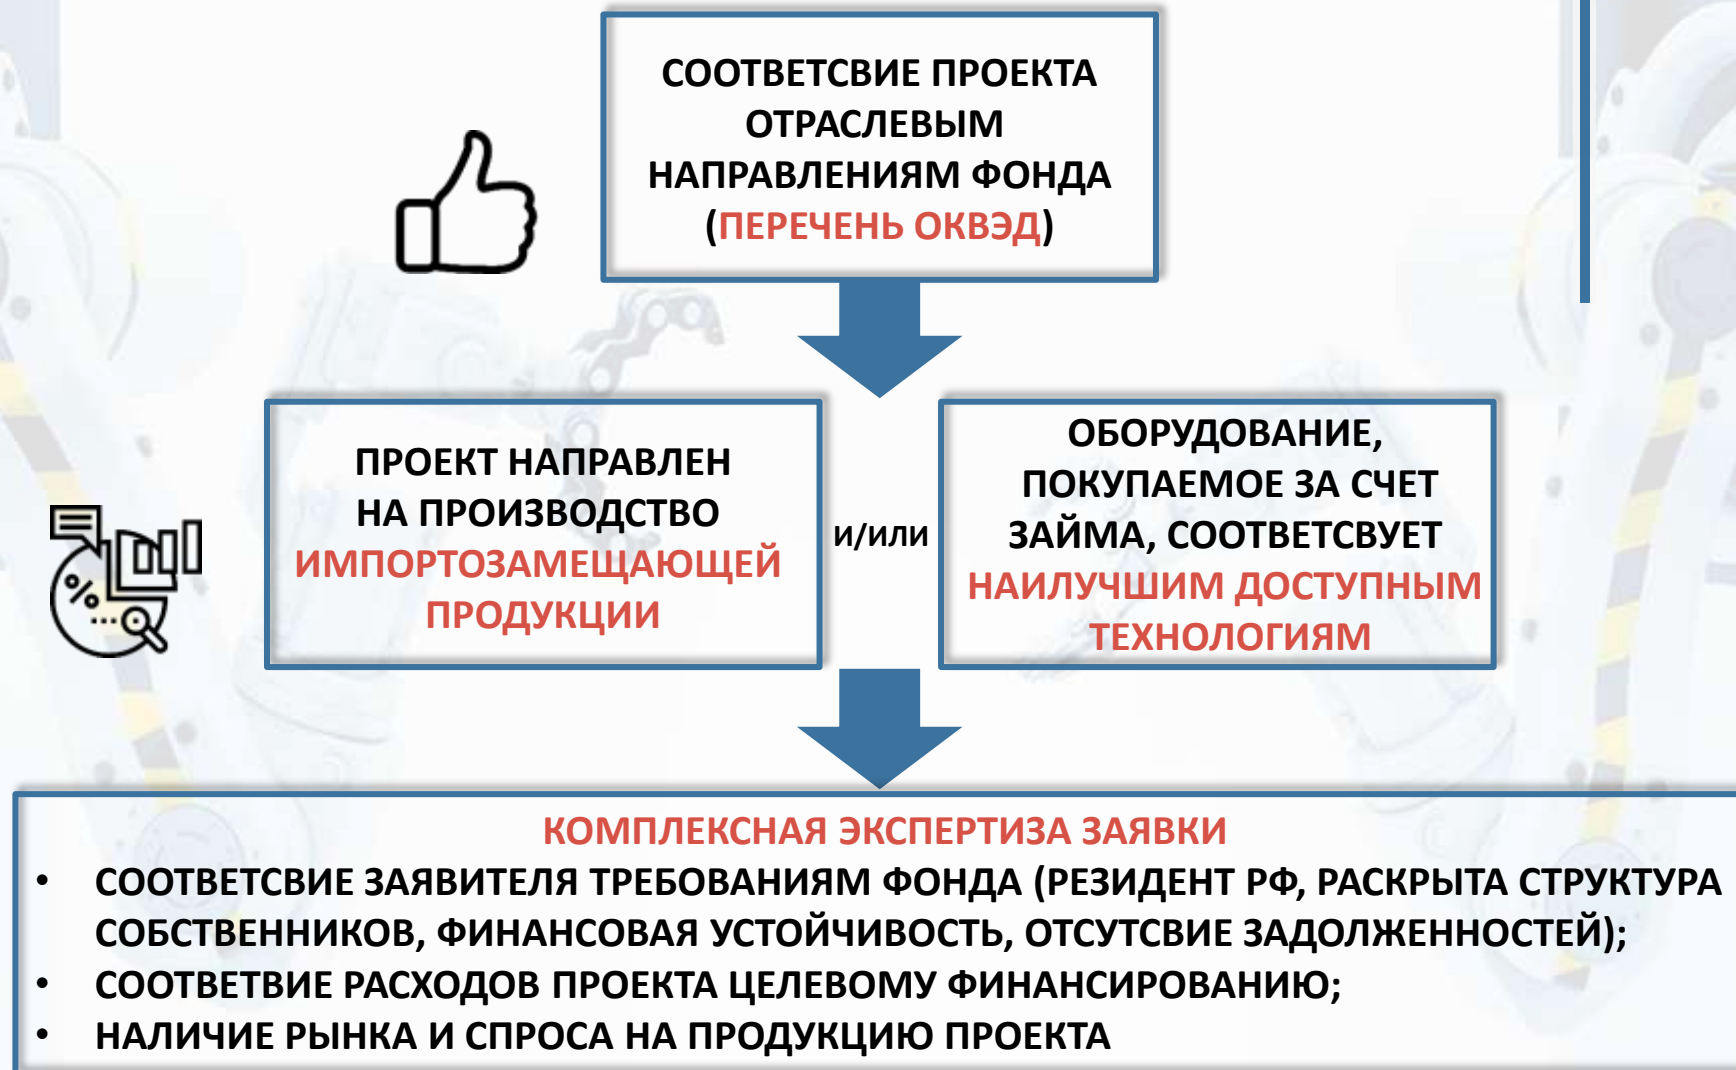 СООТВЕТСВИЕ ПРОЕКТА
ОТРАСЛЕВЫМ
НАПРАВЛЕНИЯМ ФОНДА
(ПЕРЕЧЕНЬ ОКВЭД)
ПРОЕКТ НАПРАВЛЕН
НА ПРОИЗВОДСТВО
ИМПОРТОЗАМЕЩАЮЩЕЙ
ПРОДУКЦИИ
и/или
ОБОРУДОВАНИЕ,
ПОКУПАЕМОЕ ЗА СЧЕТ
ЗАЙМА, СООТВЕТСВУЕТ
НАИЛУЧШИМ ДОСТУПНЫМ
ТЕХНОЛОГИЯМ
%
КОМПЛЕКСНАЯ ЭКСПЕРТИЗА ЗАЯВКИ
• СООТВЕТСВИЕ ЗАЯВИТЕЛЯ ТРЕБОВАНИЯМ ФОНДА (РЕЗИДЕНТ РФ, РАСКРЫТА СТРУКТУРА
СОБСТВЕННИКОВ, ФИНАНСОВАЯ УСТОЙЧИВОСТЬ, ОТСУТСВИЕ ЗАДОЛЖЕННОСТЕЙ);
• СООТВЕТВИЕ РАСХОДОВ ПРОЕКТА ЦЕЛЕВОМУ ФИНАНСИРОВАНИЮ;
• НАЛИЧИЕ РЫНКА И СПРОСА НА ПРОДУКЦИЮ ПРОЕКТА